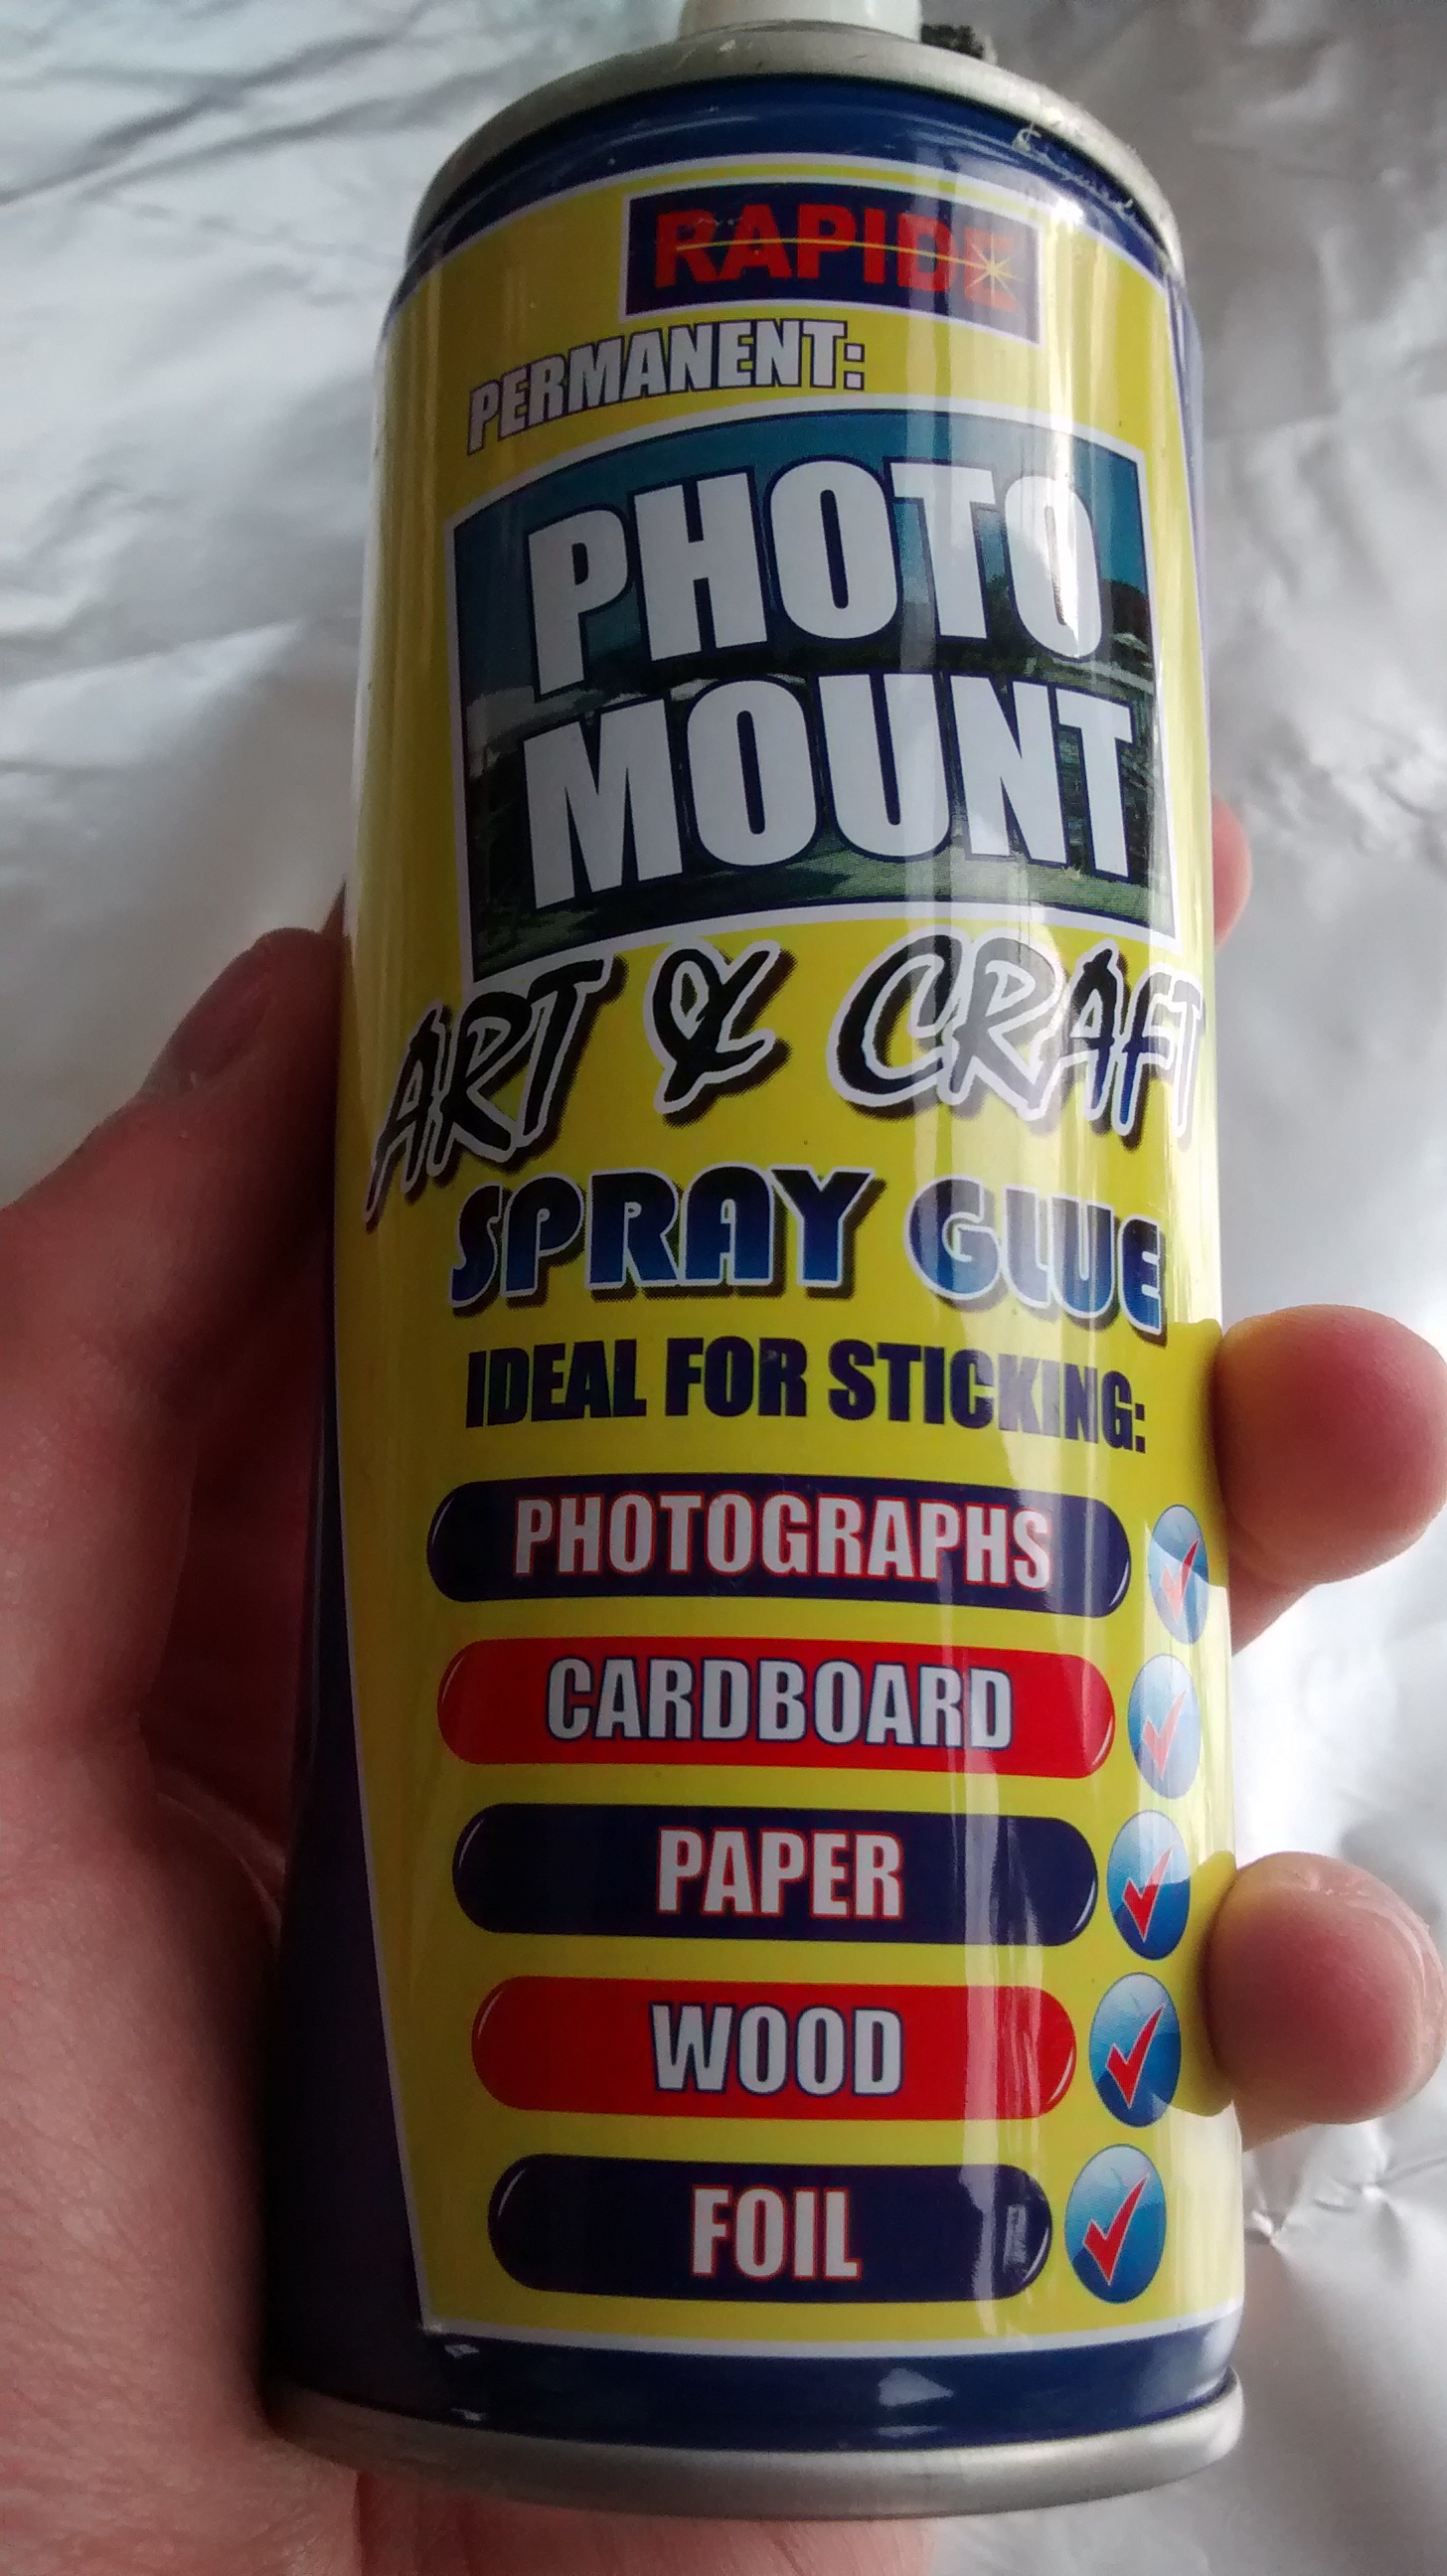 RAPIDE
PERMANENT:
PHOTO
MOUNT
ART & CRAFT
SPRAY GLUE
IDEAL FOR STICKING:
PHOTOGRAPHS
CARDBOARD
PAPER
WOOD
FOIL